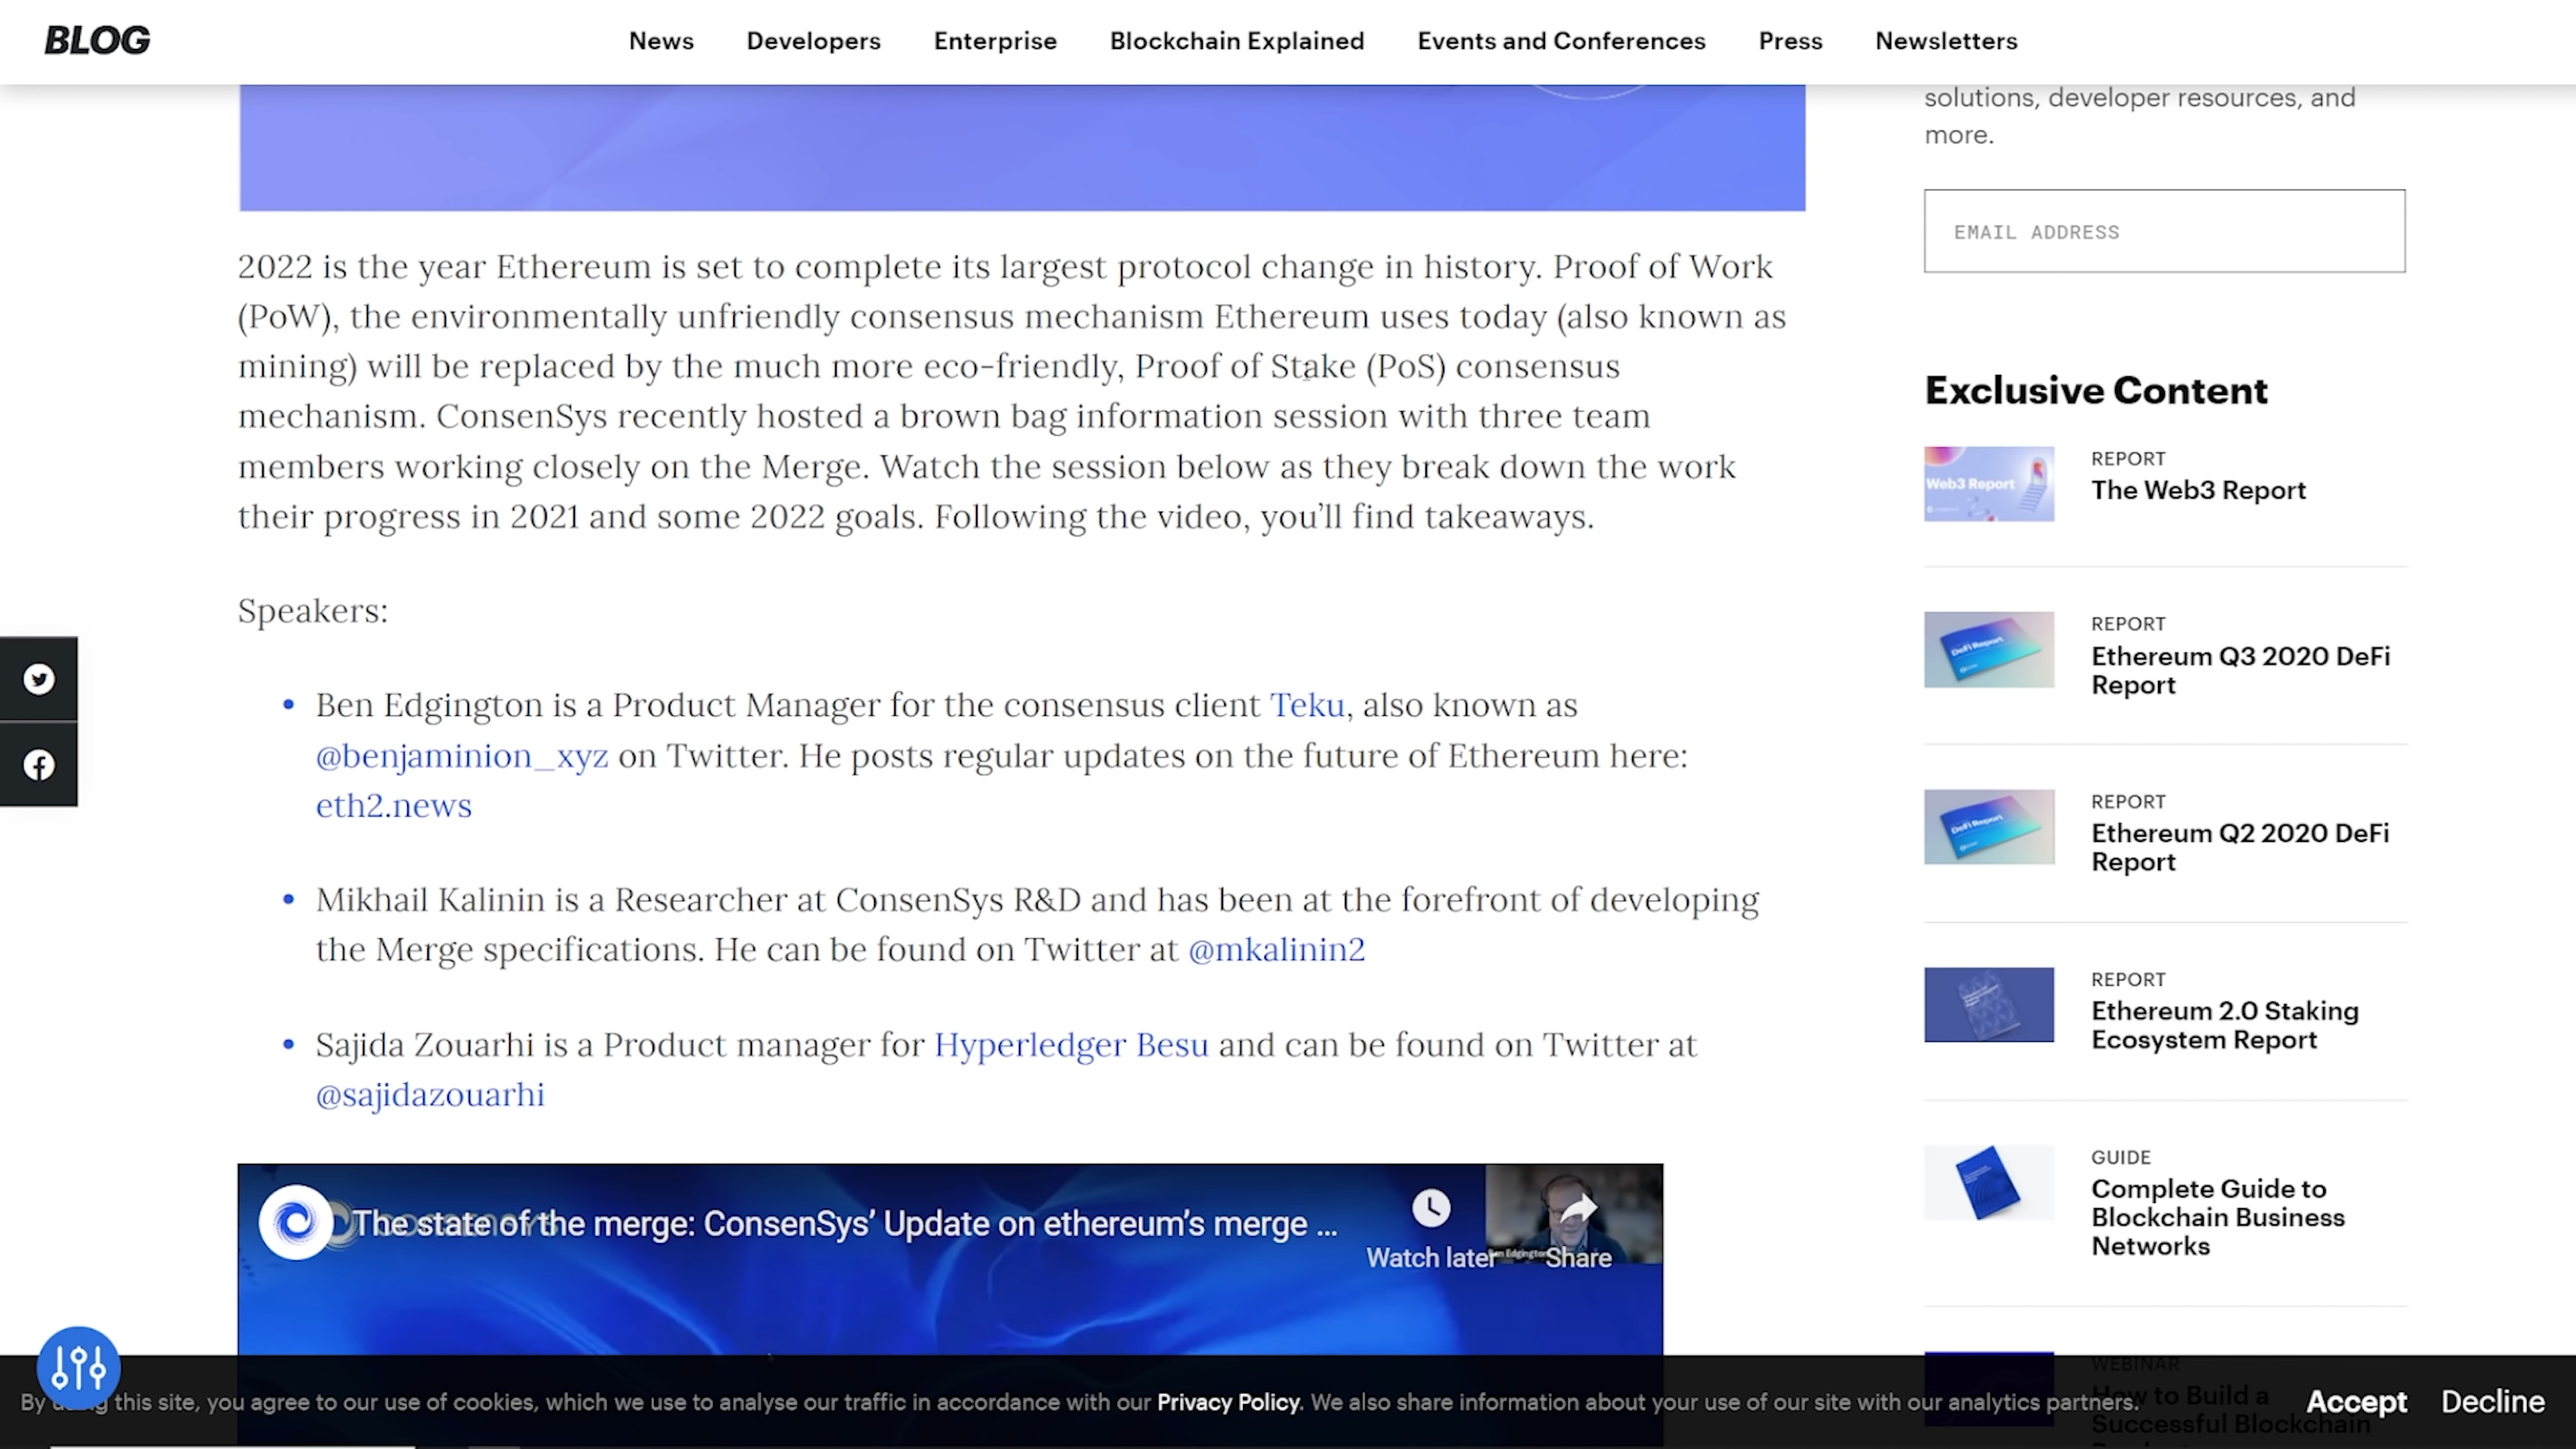 BLOG
News Developers Enterprise Blockchain Explained Events and Conferences Press Newsletters
2022 is the year Ethereum is set to complete its largest protocol change in history. Proof of Work
(PoW), the environmentally unfriendly consensus mechanism Ethereum uses today (also known as
mining) will be replaced by the much more eco-friendly, Proof of Stake (PoS) consensus
mechanism. ConsenSys recently hosted a brown bag information session with three team
members working closely on the Merge. Watch the session below as they break down the work
their progress in 2021 and some 2022 goals. Following the video, you’ll find takeaways.
Speakers:
Ben Edgington is a Product Manager for the consensus client Teku, also known as
@benjaminion_xyz on Twitter. He posts regular updates on the future of Ethereum here:
eth2.news
Mikhail Kalinin is a Researcher at ConsenSys R&D and has been at the forefront of developing
the Merge specifications. He can be found on Twitter at @mkalinin2
Sajida Zouarhi is a Product manager for Hyperledger Besu and can be found on Twitter at
@sajidazouarhi
The state of the merge: ConsenSys’ Update on ethereum’s merge ...
Watch later
Ben Edgington
Share
solutions, developer resources, and
more.
EMAIL ADDRESS
Exclusive Content
Web3 Report
REPORT
The Web3 Report
DeFi Report
REPORT
Ethereum Q3 2020 DeFi
Report
DeFi Report
REPORT
Ethereum Q2 2020 DeFi
Report
REPORT
Ethereum 2.0 Staking
Ecosystem Report
GUIDE
Complete Guide to
Blockchain Business
Networks
WEBINAR
How to Build a
Successful Blockchain
By this site, you agree to our use of cookies, which we use to analyse our traffic in accordance with our Privacy Policy. We also share information about your use of our site with our analytics partners.
Accept Decline